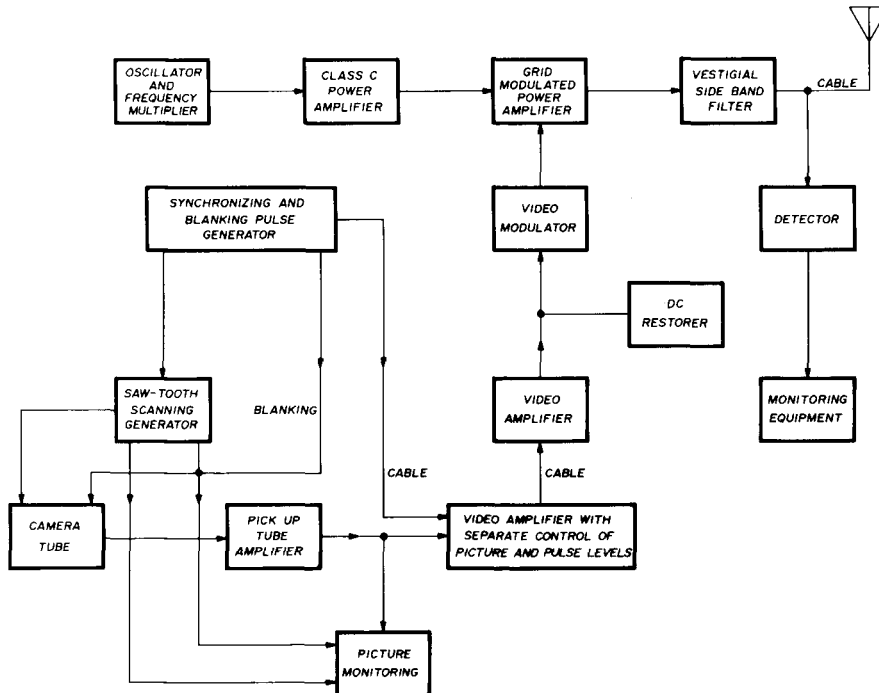 OSCILLATOR
AND
FREQUENCY
MULTIPLIER
CLASS C
POWER
AMPLIFIER
GRID
MODULATED
POWER
AMPLIFIER
VESTIGIAL
SIDE BAND
FILTER
CABLE
SYNCHRONIZING AND
BLANKING PULSE
GENERATOR
VIDEO
MODULATOR
DETECTOR
DC
RESTORER
SAW-TOOTH
SCANNING
GENERATOR
BLANKING
VIDEO
AMPLIFIER
MONITORING
EQUIPMENT
CABLE
CABLE
CAMERA
TUBE
PICK UP
TUBE
AMPLIFIER
VIDEO AMPLIFIER WITH
SEPARATE CONTROL OF
PICTURE AND PULSE LEVELS
PICTURE
MONITORING